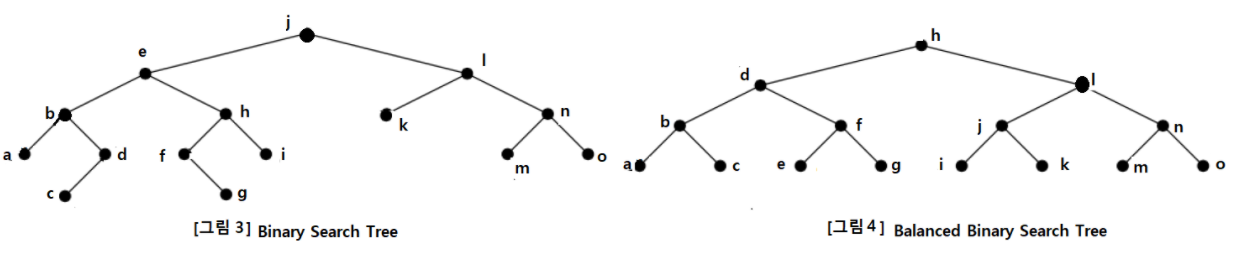 j
e
l
b
h
k
n
a
d
f
i
m
o
c
g
[그림 3] Binary Search Tree
h
d
l
b
f
j
n
a
c
e
g
i
k
m
o
[그림 4] Balanced Binary Search Tree